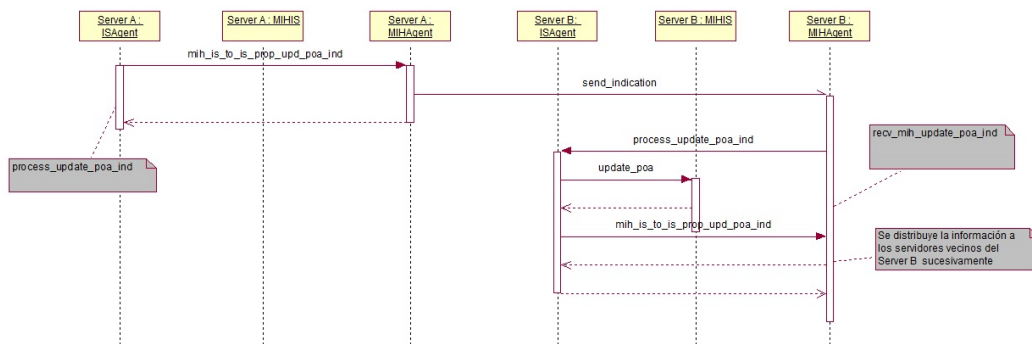 Server A :
ISAgent
Server A : MIHIS
Server A :
MIHAgent
Server B :
ISAgent
Server B : MIHIS
Server B :
MIHAgent
mih_is_to_is_prop_upd_poa_ind
send_indication
recv_mih_update_poa_ind
process_update_poa_ind
process_update_poa_ind
update_poa
mih_is_to_is_prop_upd_poa_ind
Se distribuye la información a
los servidores vecinos del
Server B sucesivamente